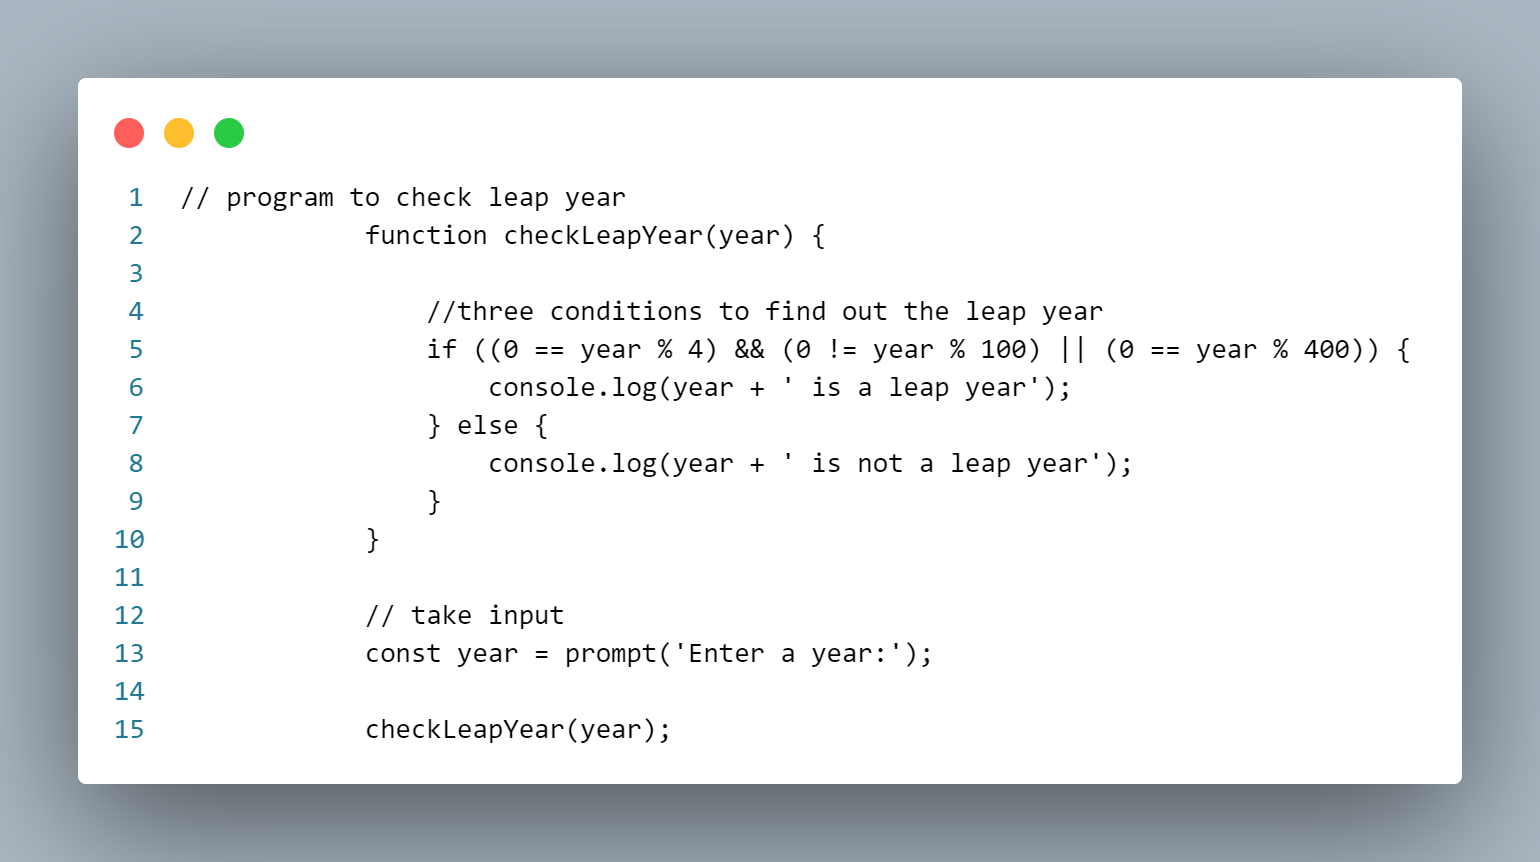 1 // program to check leap year
2             function checkLeapYear(year) {
3
4                 //three conditions to find out the leap year
5                 if ((0 == year % 4) && (0 != year % 100) || (0 == year % 400)) {
6                     console.log(year + ' is a leap year');
7                 } else {
8                     console.log(year + ' is not a leap year');
9                 }
10             }
11
12             // take input
13             const year = prompt('Enter a year:');
14
15             checkLeapYear(year);